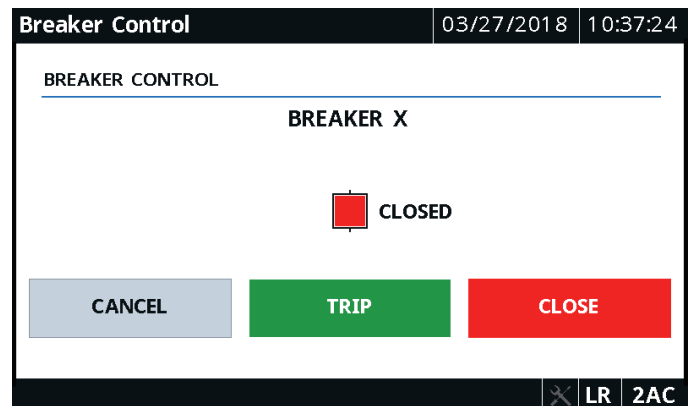 Breaker Control 03/27/2018 10:37:24
BREAKER CONTROL
BREAKER X
CLOSED
CANCEL TRIP CLOSE
LR 2AC